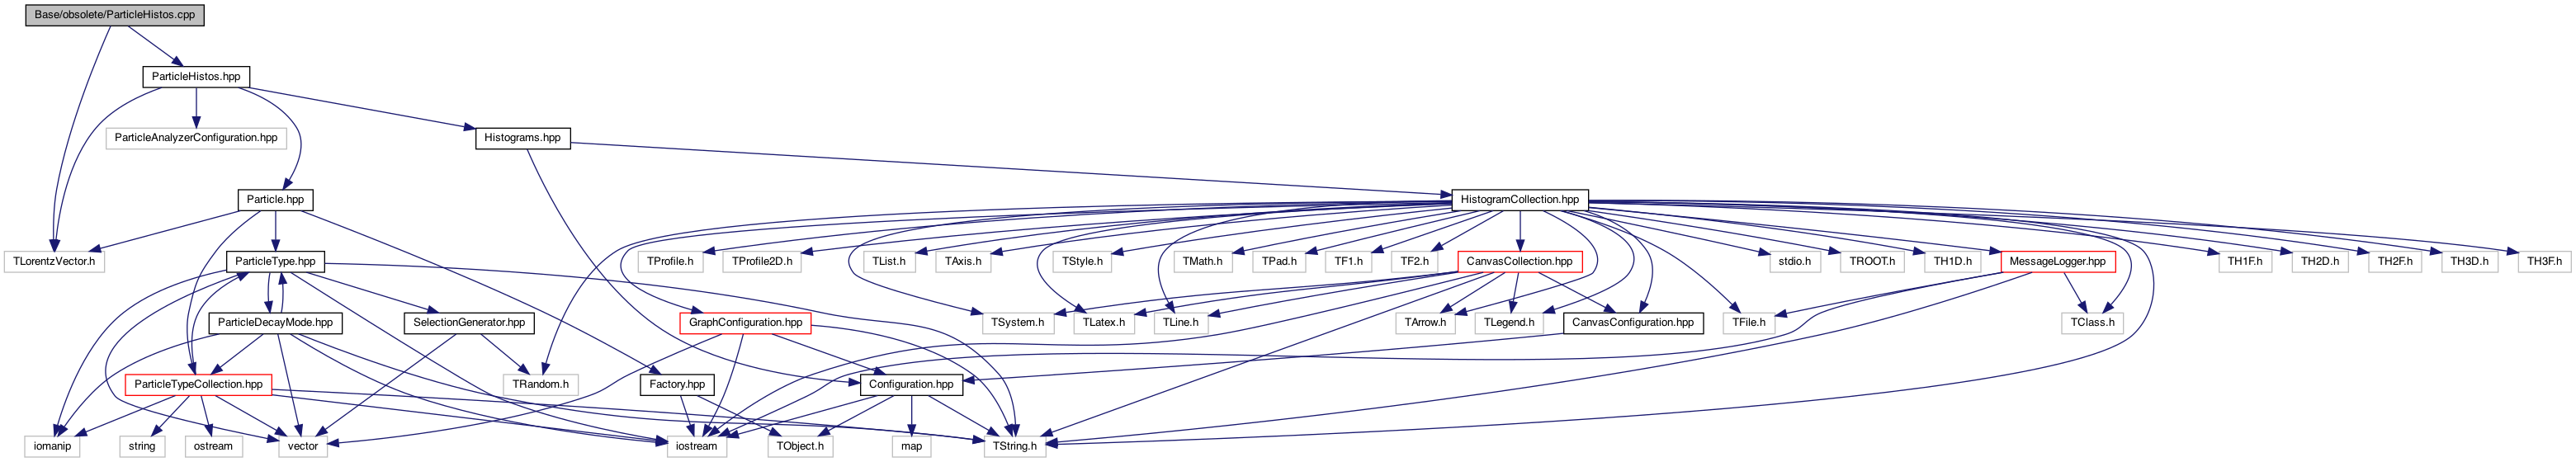 Base/obsolete/ParticleHistos.cpp
ParticleHistos.hpp
ParticleAnalyzerConfiguration.hpp
Histograms.hpp
Particle.hpp
HistogramCollection.hpp
TLorentzVector.h
ParticleType.hpp
TProfile.h
TProfile2D.h
TList.h
TAxis.h
TStyle.h
TMath.h
TPad.h
TF1.h
TF2.h
CanvasCollection.hpp
stdio.h
TROOT.h
TH1D.h
MessageLogger.hpp
TH1F.h
TH2D.h
TH2F.h
TH3D.h
TH3F.h
ParticleDecayMode.hpp
SelectionGenerator.hpp
GraphConfiguration.hpp
TSystem.h
TLatex.h
TLine.h
TArrow.h
TLegend.h
CanvasConfiguration.hpp
TFile.h
TClass.h
ParticleTypeCollection.hpp
TRandom.h
Factory.hpp
Configuration.hpp
iomanip
string
ostream
vector
iostream
TObject.h
map
TString.h